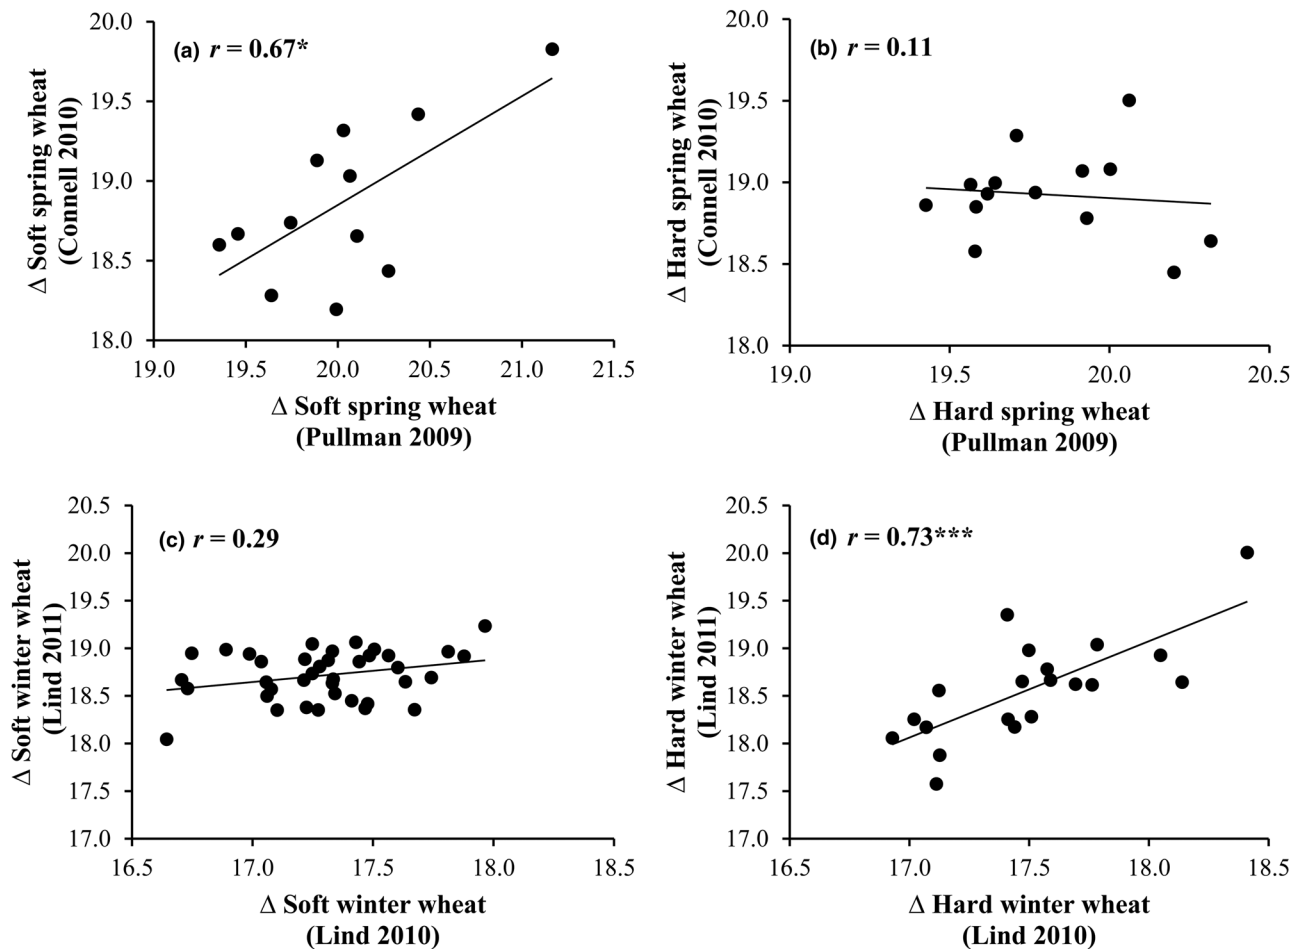 (a) r = 0.67*
20.0
19.5
19.0
18.5
18.0
19.0 19.5 20.0 20.5 21.0 21.5
Δ Soft spring wheat
(Connell 2010)
Δ Soft spring wheat
(Pullman 2009)
(b) r = 0.11
20.0
19.5
19.0
18.5
18.0
19.0 19.5 20.0 20.5
Δ Hard spring wheat
(Connell 2010)
Δ Hard spring wheat
(Pullman 2009)
(c) r = 0.29
20.5
20.0
19.5
19.0
18.5
18.0
17.5
17.0
16.5 17.0 17.5 18.0 18.5
Δ Soft winter wheat
(Lind 2011)
Δ Soft winter wheat
(Lind 2010)
(d) r = 0.73***
20.5
20.0
19.5
19.0
18.5
18.0
17.5
17.0
16.5 17.0 17.5 18.0 18.5
Δ Hard winter wheat
(Lind 2011)
Δ Hard winter wheat
(Lind 2010)